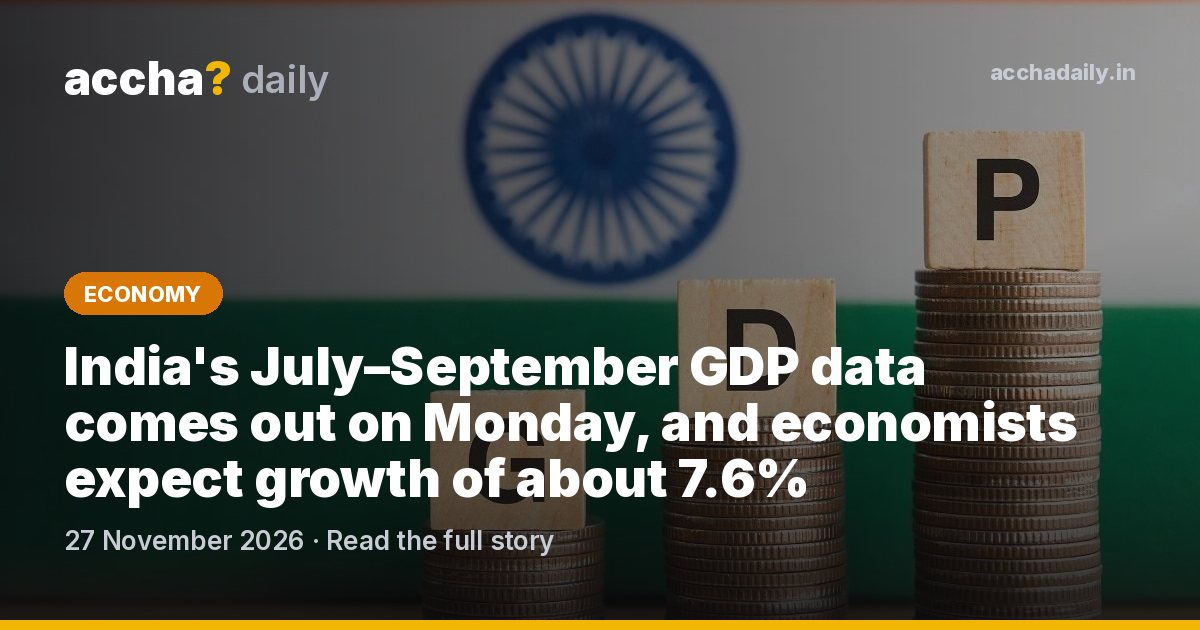 accha? daily
acchadaily.in
P
D
G
ECONOMY
India's July–September GDP data
comes out on Monday, and economists
expect growth of about 7.6%
27 November 2026 · Read the full story